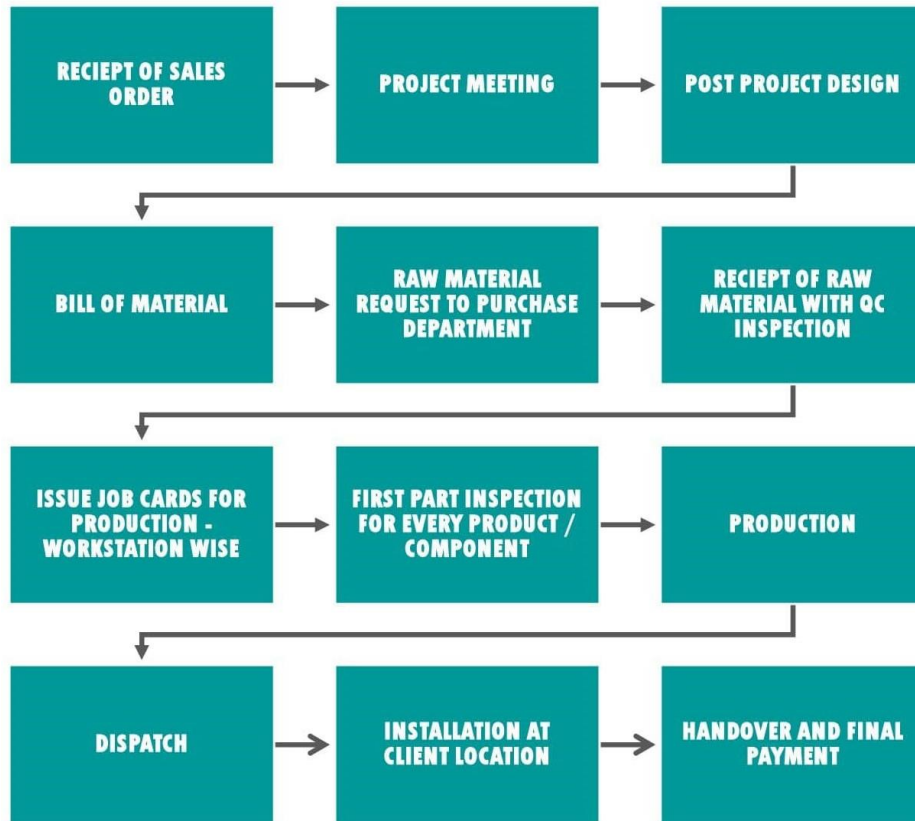 RECIEPT OF SALES
ORDER
PROJECT MEETING
POST PROJECT DESIGN
BILL OF MATERIAL
RAW MATERIAL
REQUEST TO PURCHASE
DEPARTMENT
RECIEPT OF RAW
MATERIAL WITH QC
INSPECTION
ISSUE JOB CARDS FOR
PRODUCTION -
WORKSTATION WISE
FIRST PART INSPECTION
FOR EVERY PRODUCT /
COMPONENT
PRODUCTION
DISPATCH
INSTALLATION AT
CLIENT LOCATION
HANDOVER AND FINAL
PAYMENT